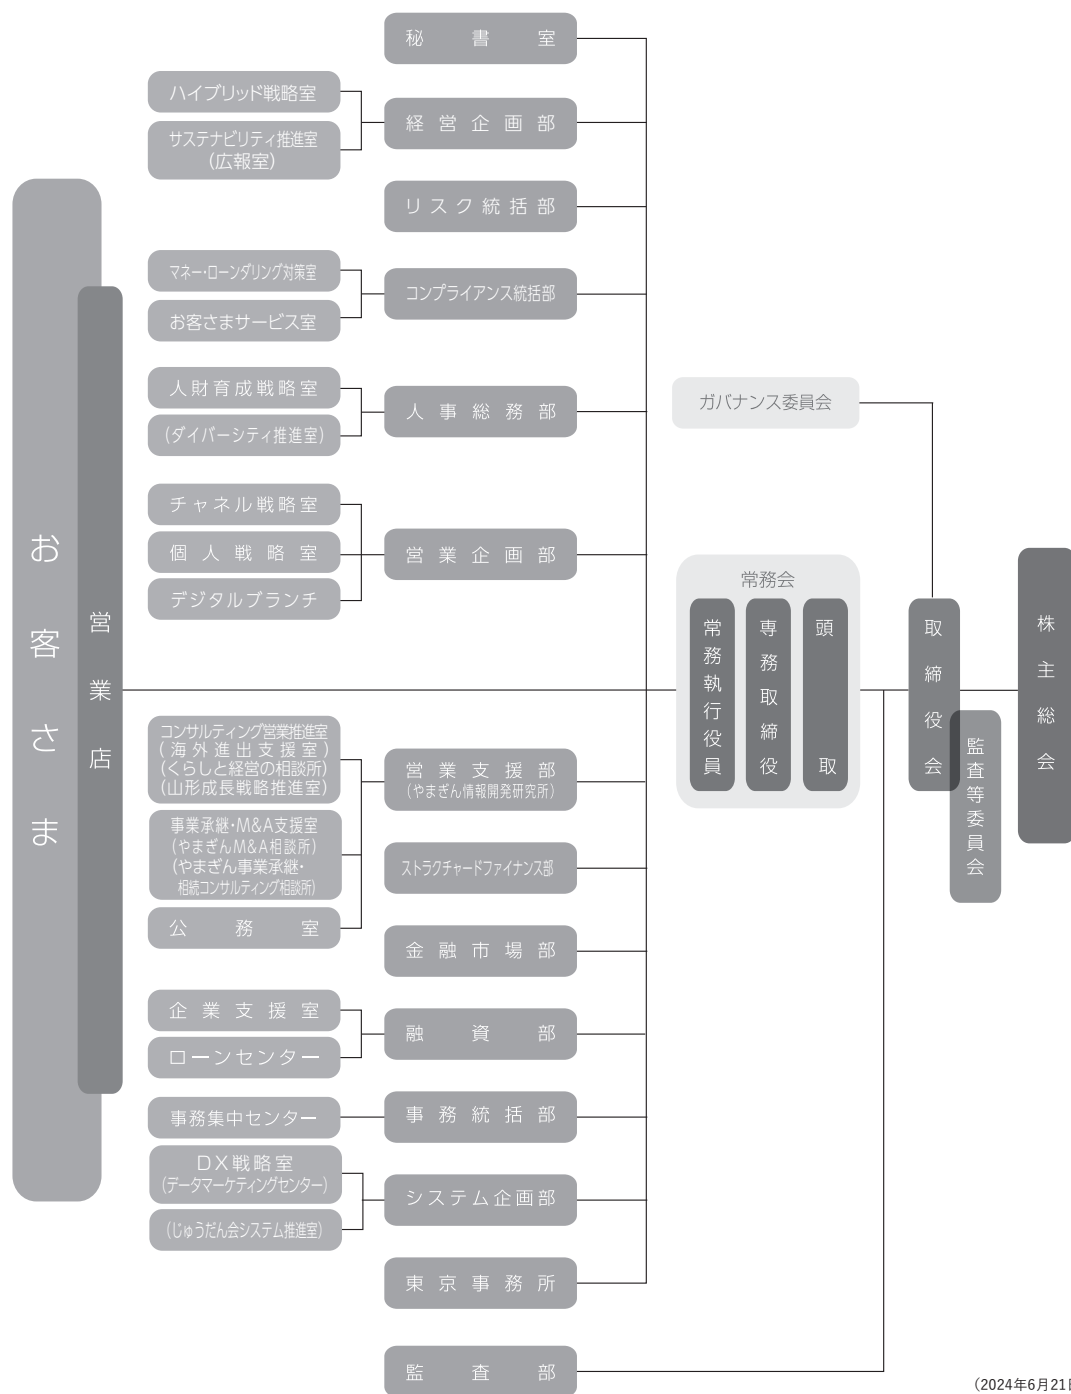 秘書室
ハイブリッド戦略室
経営企画部
サステナビリティ推進室
(広報室)
リスク統括部
マネー・ローンダリング対策室
コンプライアンス統括部
お客さまサービス室
人財育成戦略室
人事総務部
(ダイバーシティ推進室)
ガバナンス委員会
チャネル戦略室
個人戦略室
営業企画部
デジタルブランチ
お客さま
営業店
常務会
常務執行役員
専務取締役
頭取
取締役会
監査等委員会
株主総会
コンサルティング営業推進室
(海外進出支援室)
(くらしと経営の相談所)
(山形成長戦略推進室)
営業支援部
(やまぎん情報開発研究所)
事業承継・M&A支援室
(やまぎんM&A相談所)
(やまぎん事業承継・
相続コンサルティング相談所)
ストラクチャードファイナンス部
公務室
金融市場部
企業支援室
融資部
ローンセンター
事務集中センター
事務統括部
DX戦略室
(データマーケティングセンター)
システム企画部
(じゅうだん会システム推進室)
東京事務所
監査部
(2024年6月21日